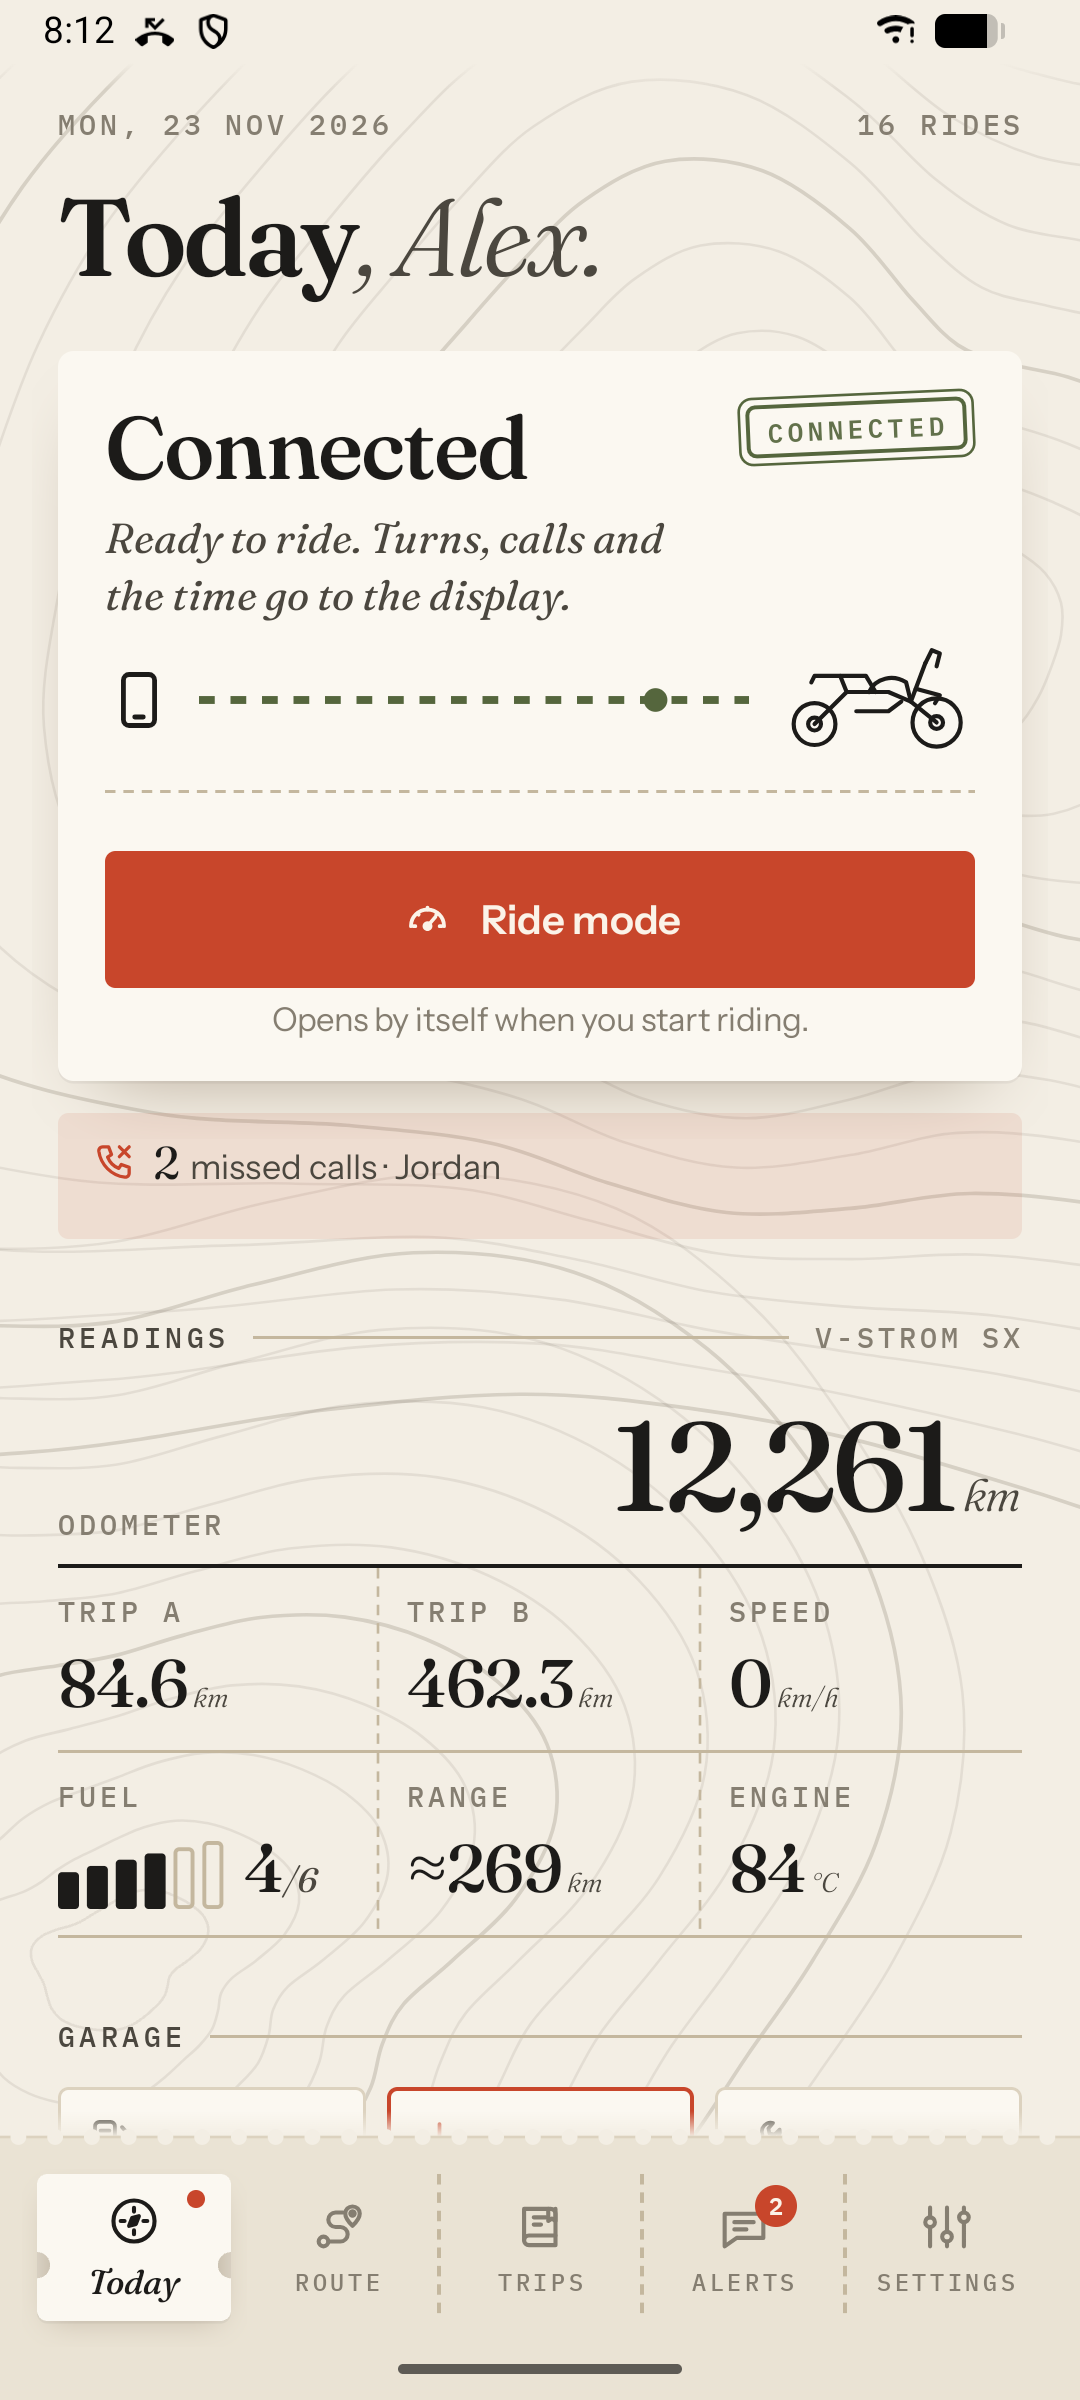 8:12
MON, 23 NOV 2026
16 RIDES
Today, Alex.
Connected
CONNECTED
Ready to ride. Turns, calls and
the time go to the display.
Ride mode
Opens by itself when you start riding.
2 missed calls · Jordan
READINGS
V-STROM SX
ODOMETER
12,261 km
TRIP A
TRIP B
SPEED
84.6 km
462.3 km
0 km/h
FUEL
RANGE
ENGINE
4/6
≈269 km
84 °C
GARAGE
2
Today
ROUTE
TRIPS
ALERTS
SETTINGS